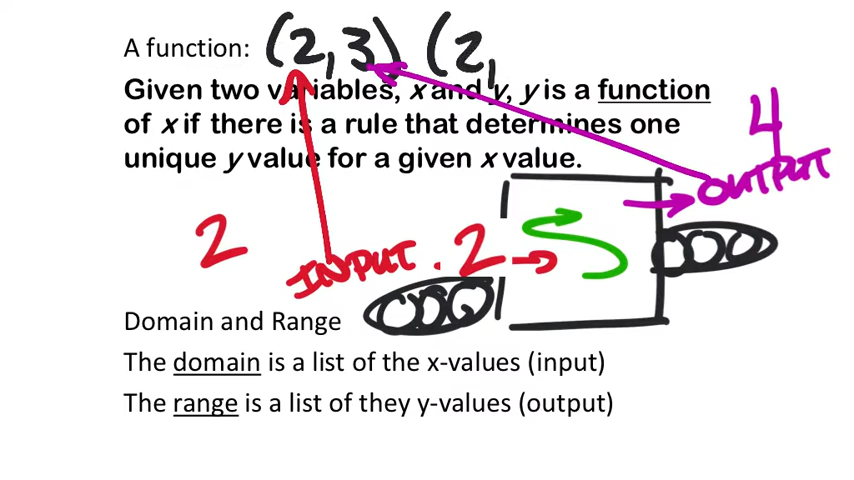 A function: (2,3) (2,
Given two variables, x and y, y is a function
of x if there is a rule that determines one
unique y value for a given x value.
4
OUTPUT
2
INPUT . 2
Domain and Range
The domain is a list of the x-values (input)
The range is a list of they y-values (output)